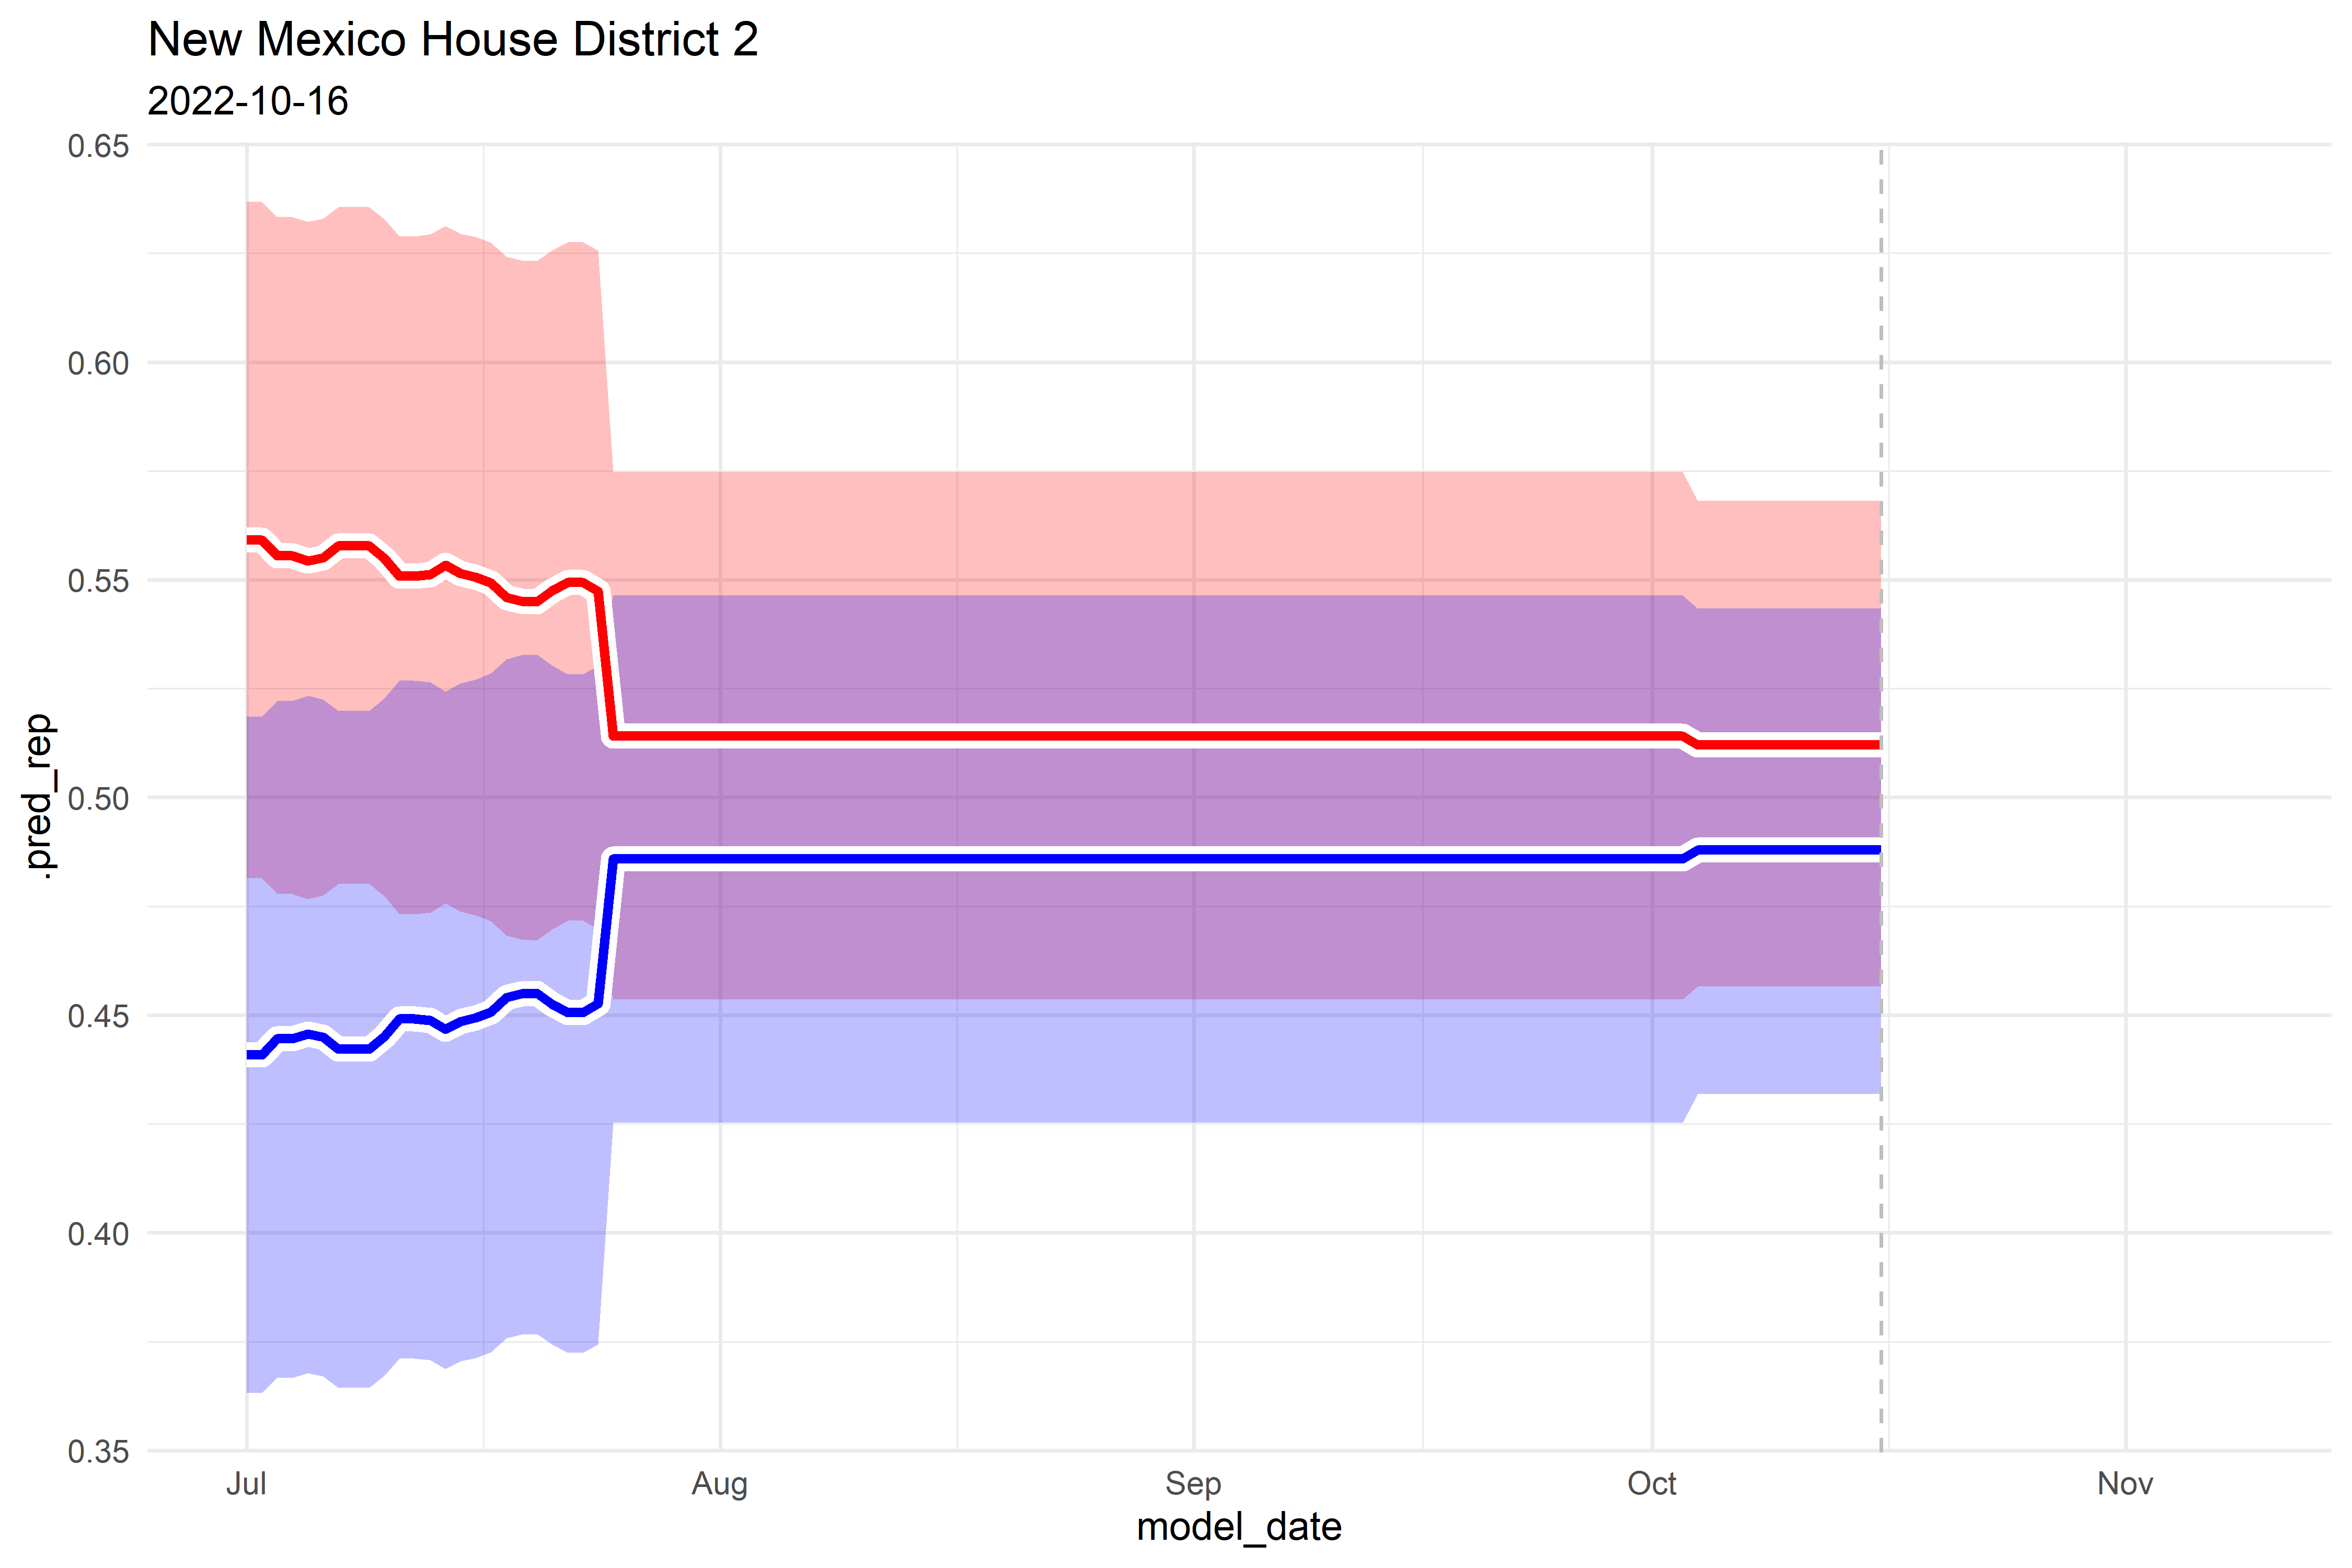 New Mexico House District 2
2022-10-16
0.65
0.60
0.55
0.50
0.45
0.40
0.35
.pred_rep
Jul Aug Sep Oct Nov
model_date